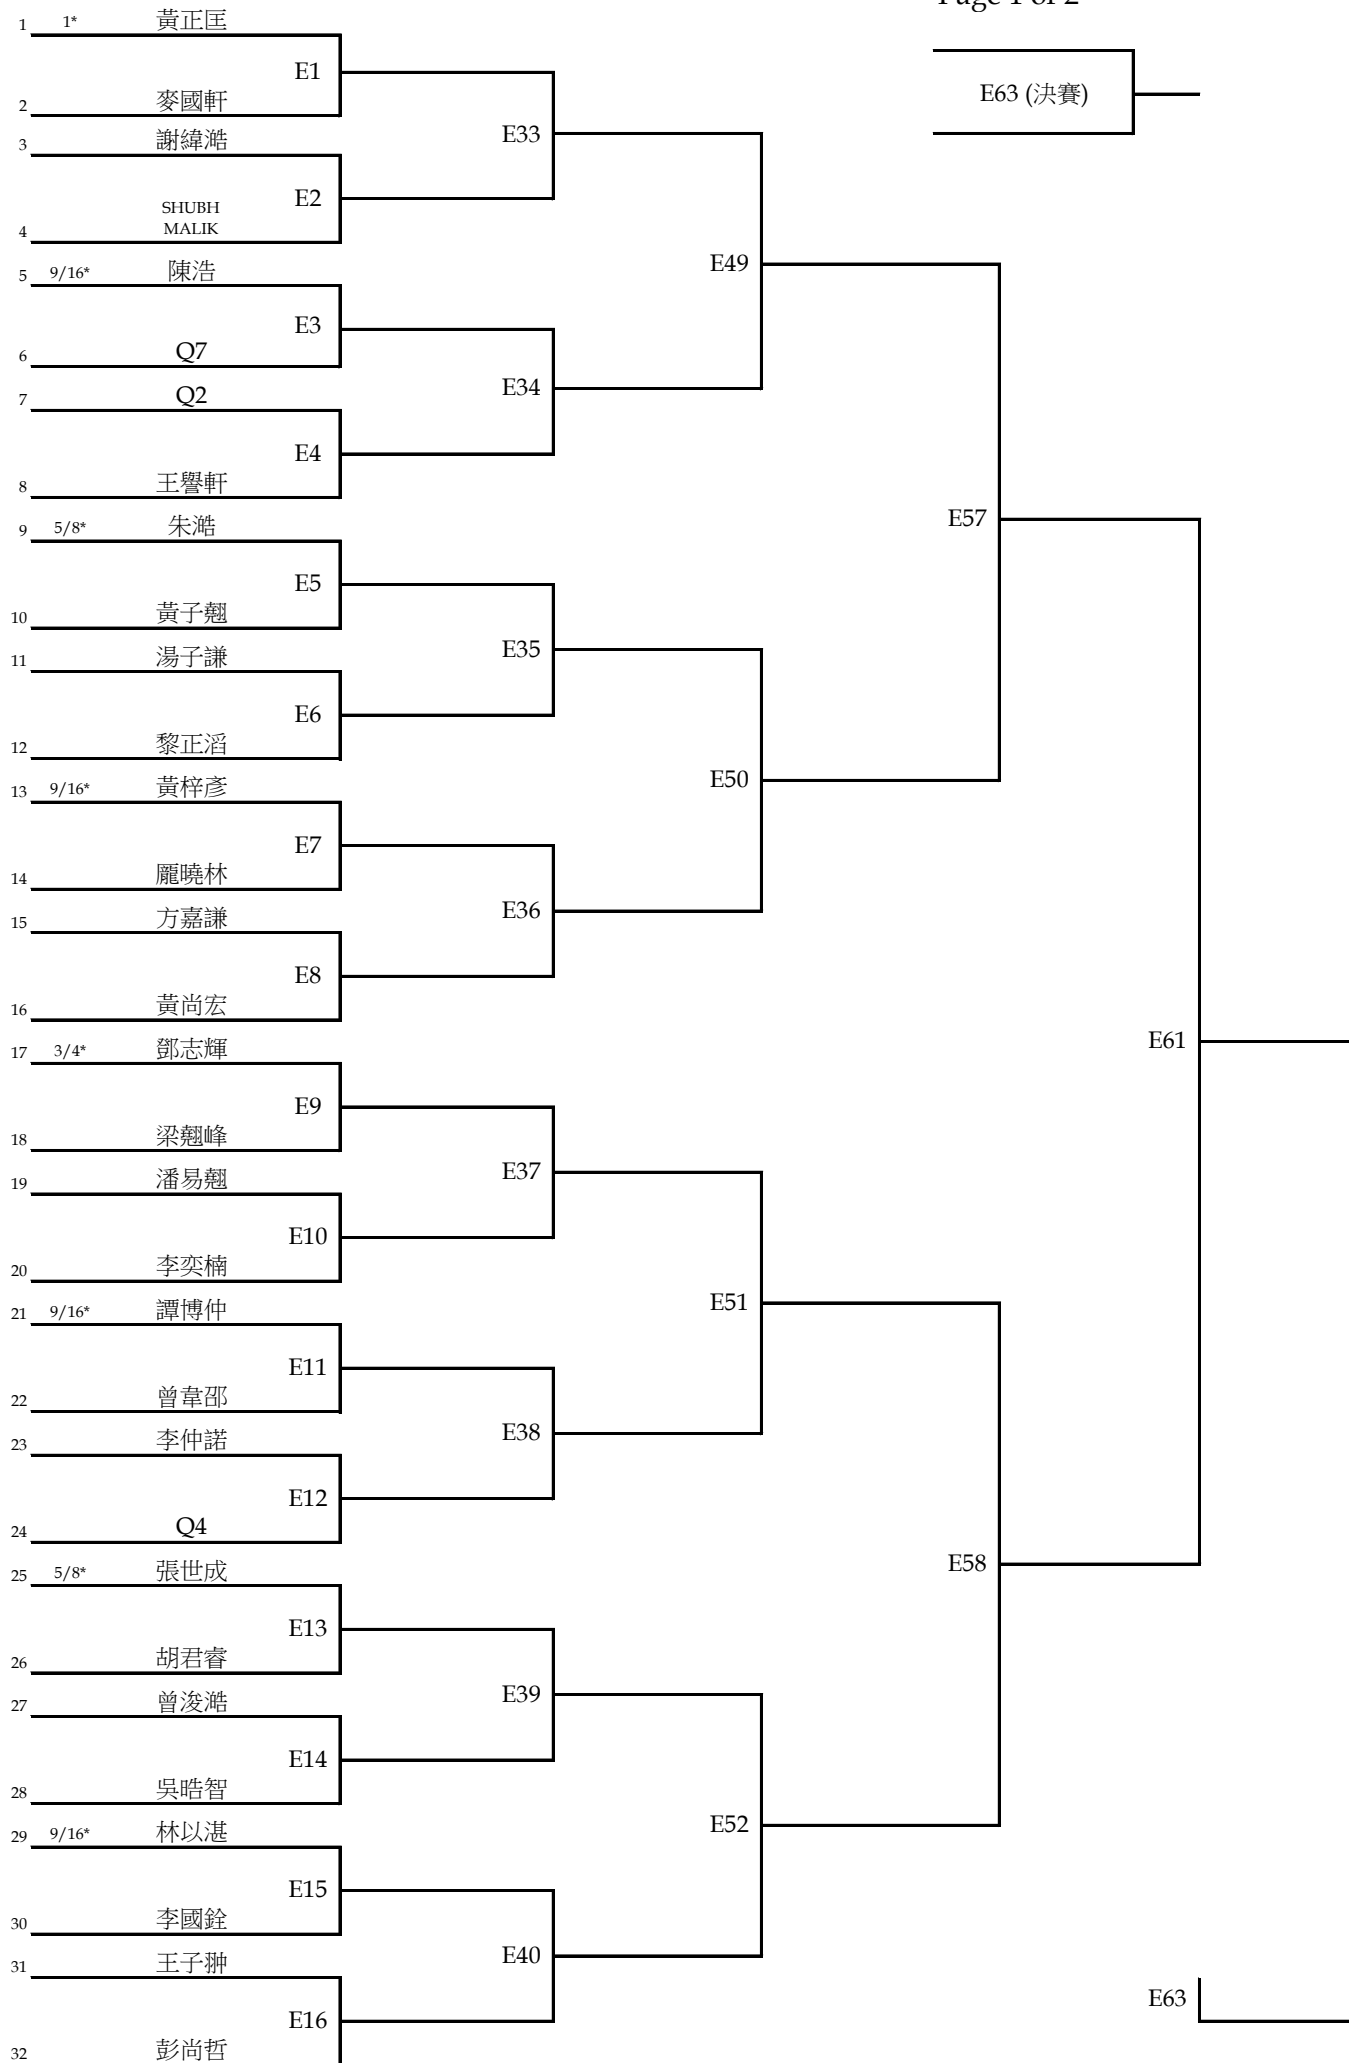 Page 1 of 2
1 1* 黃正匡
E1
2 麥國軒
3 謝緯澔
E2
SHUBH
4 MALIK
5 9/16* 陳浩
E3
6 Q7
7 Q2
E4
8 王譽軒
9 5/8* 朱澔
E5
10 黃子翹
11 湯子謙
E6
12 黎正滔
13 9/16* 黃梓彥
E7
14 龎曉林
15 方嘉謙
E8
16 黃尚宏
17 3/4* 鄧志輝
E9
18 梁翹峰
19 潘易翹
E10
20 李奕楠
21 9/16* 譚博仲
E11
22 曾韋邵
23 李仲諾
E12
24 Q4
25 5/8* 張世成
E13
26 胡君睿
27 曾浚澔
E14
28 吳晧智
29 9/16* 林以湛
E15
30 李國銓
31 王子翀
E16
32 彭尚哲
E33
E34
E35
E36
E37
E38
E39
E40
E49
E50
E51
E52
E57
E58
E61
E63 (決賽)
E63